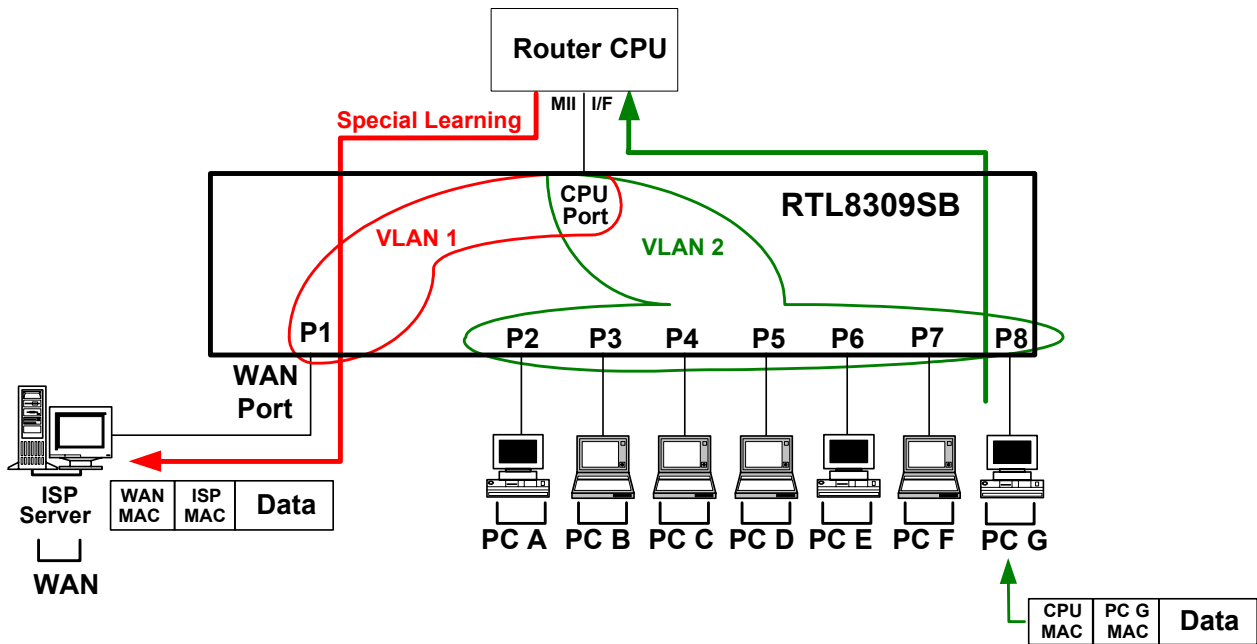 Router CPU
MII I/F
Special Learning
CPU
Port
RTL8309SB
VLAN 1
VLAN 2
P1
P2
P3
P4
P5
P6
P7
P8
WAN
Port
ISP
Server
WAN
WAN
MAC
ISP
MAC
Data
PC A
PC B
PC C
PC D
PC E
PC F
PC G
CPU
MAC
PC G
MAC
Data